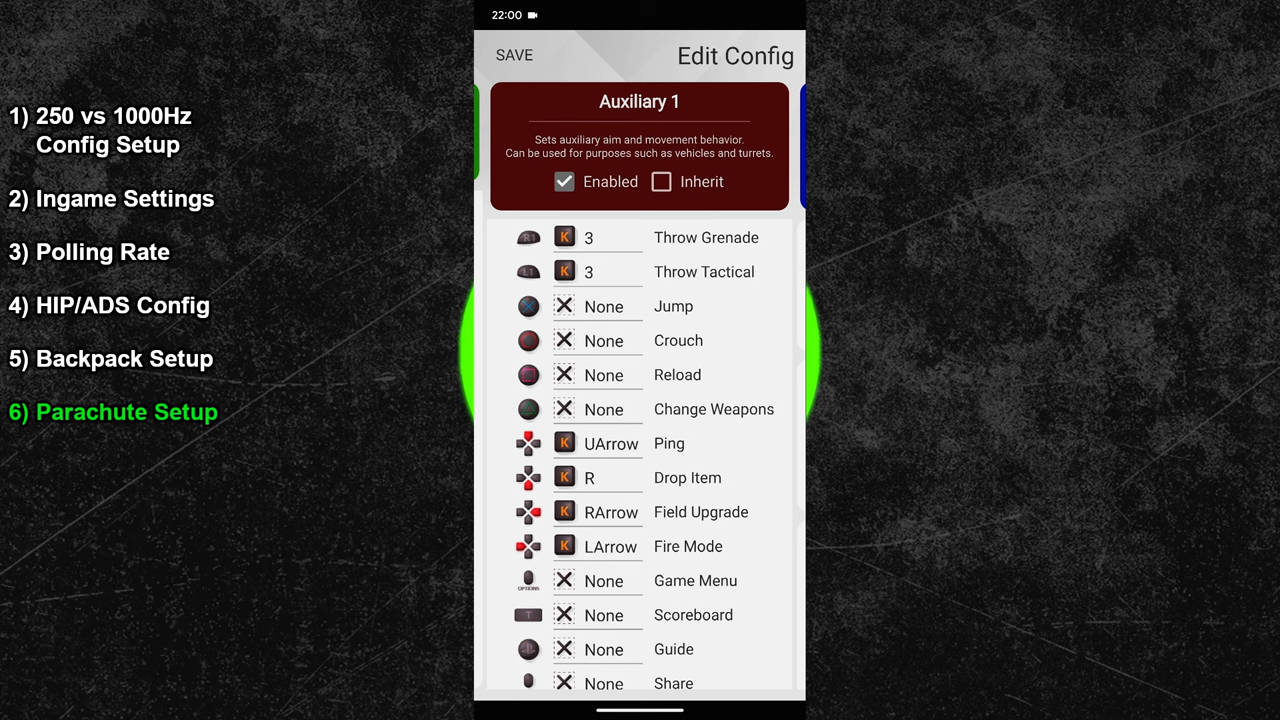 1) 250 vs 1000Hz
Config Setup
2) Ingame Settings
3) Polling Rate
4) HIP/ADS Config
5) Backpack Setup
6) Parachute Setup
22:00
SAVE
Edit Config
Auxiliary 1
Sets auxiliary aim and movement behavior.
Can be used for purposes such as vehicles and turrets.
Enabled Inherit
R1 K 3 Throw Grenade
L1 K 3 Throw Tactical
None Jump
None Crouch
None Reload
None Change Weapons
K UArrow Ping
K R Drop Item
K RArrow Field Upgrade
K LArrow Fire Mode
OPTIONS None Game Menu
T None Scoreboard
None Guide
None Share